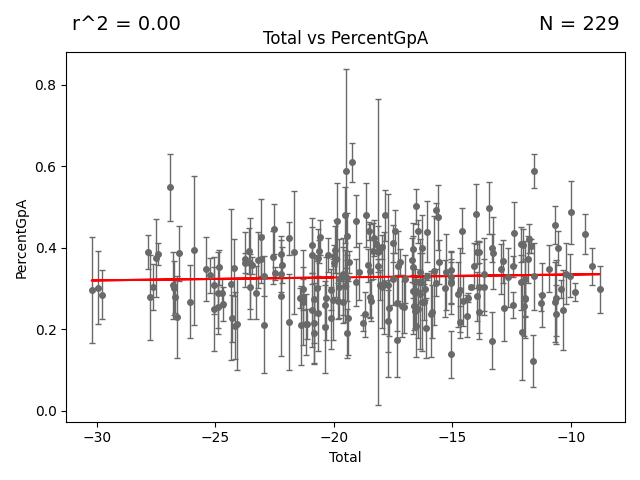 r^2 = 0.00
N = 229
Total vs PercentGpA
PercentGpA
0.8
0.6
0.4
0.2
0.0
−30
−25
−20
−15
−10
Total